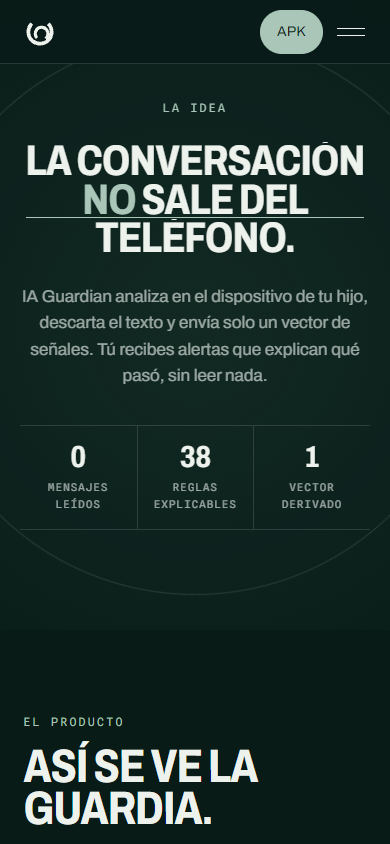 APK
LA IDEA
LA CONVERSACIÓN
NO SALE DEL
TELÉFONO.
IA Guardian analiza en el dispositivo de tu hijo,
descarta el texto y envía solo un vector de
señales. Tú recibes alertas que explican qué
pasó, sin leer nada.
0
MENSAJES
LEÍDOS
38
REGLAS
EXPLICABLES
1
VECTOR
DERIVADO
EL PRODUCTO
ASÍ SE VE LA
GUARDIA.